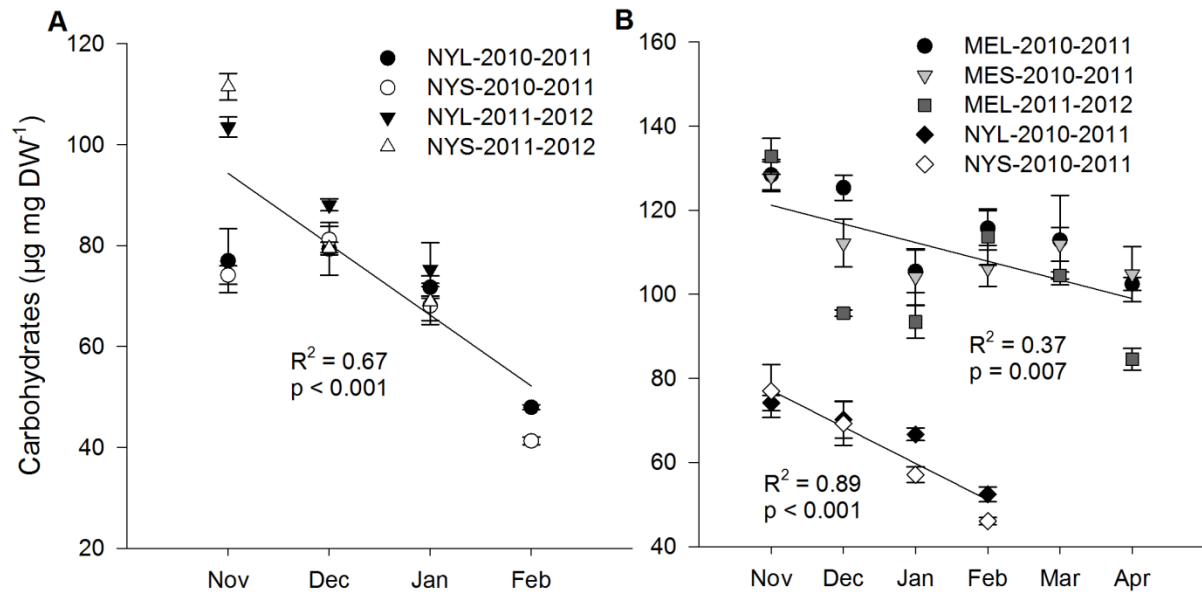 A
Carbohydrates (µg mg DW⁻¹)
120
100
80
60
40
20
NYL-2010-2011
NYS-2010-2011
NYL-2011-2012
NYS-2011-2012
R² = 0.67
p < 0.001
Nov Dec Jan Feb
B
160
140
120
100
80
60
40
MEL-2010-2011
MES-2010-2011
MEL-2011-2012
NYL-2010-2011
NYS-2010-2011
R² = 0.37
p = 0.007
R² = 0.89
p < 0.001
Nov Dec Jan Feb Mar Apr